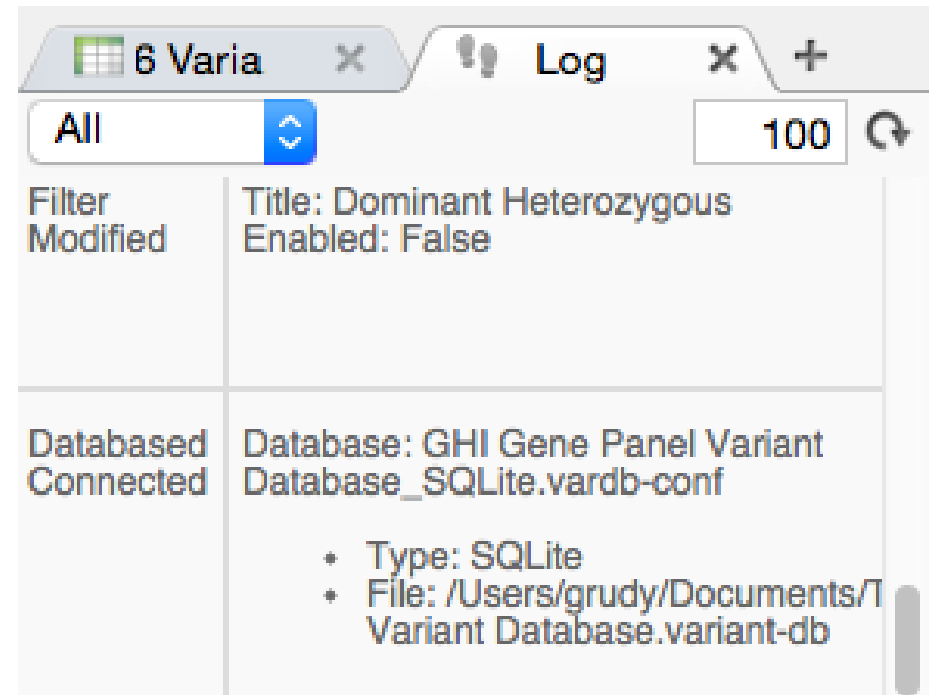 6 Varia Log
All 100
Filter Title: Dominant Heterozygous
Modified Enabled: False
Databased Database: GHI Gene Panel Variant
Connected Database_SQLite.vardb-conf
• Type: SQLite
• File: /Users/grudy/Documents/T
Variant Database.variant-db